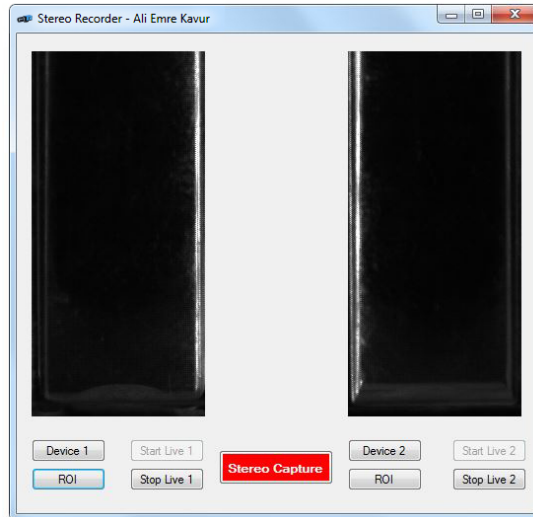 Stereo Recorder - Ali Emre Kavur
Device 1
Start Live 1
ROI
Stop Live 1
Stereo Capture
Device 2
Start Live 2
ROI
Stop Live 2